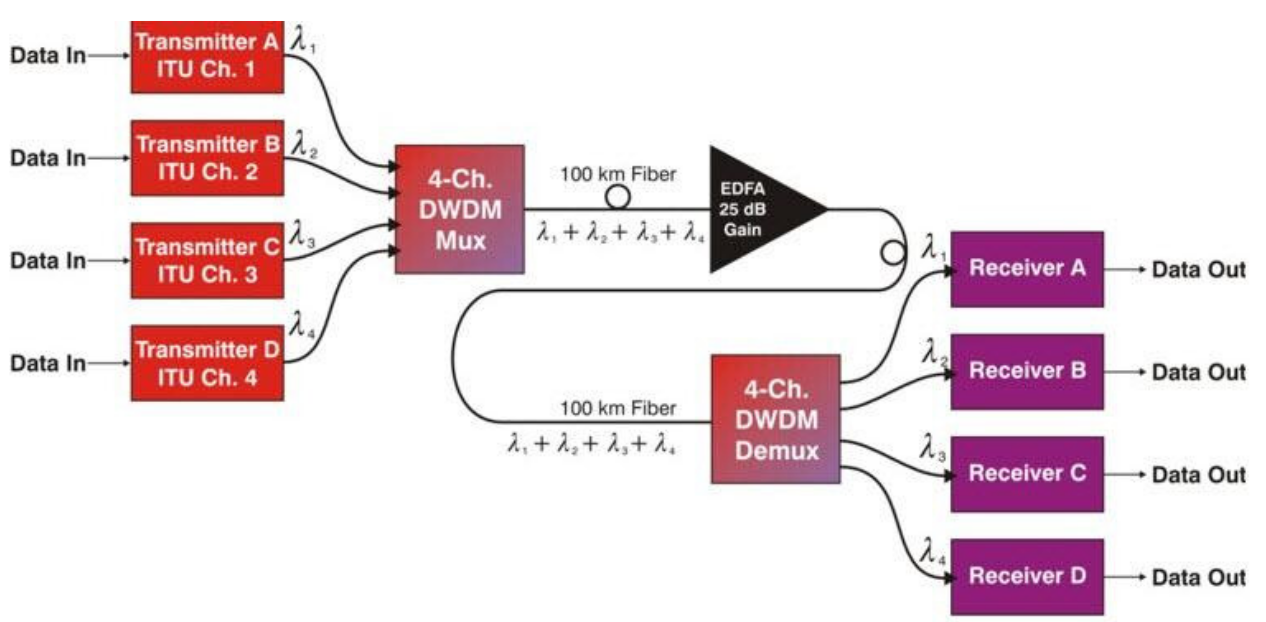 Data In
Transmitter A
ITU Ch. 1
λ₁
Data In
Transmitter B
ITU Ch. 2
λ₂
Data In
Transmitter C
ITU Ch. 3
λ₃
Data In
Transmitter D
ITU Ch. 4
λ₄
4-Ch.
DWDM
Mux
100 km Fiber
λ₁ + λ₂ + λ₃ + λ₄
EDFA
25 dB
Gain
100 km Fiber
λ₁ + λ₂ + λ₃ + λ₄
4-Ch.
DWDM
Demux
λ₁
Receiver A
Data Out
λ₂
Receiver B
Data Out
λ₃
Receiver C
Data Out
λ₄
Receiver D
Data Out